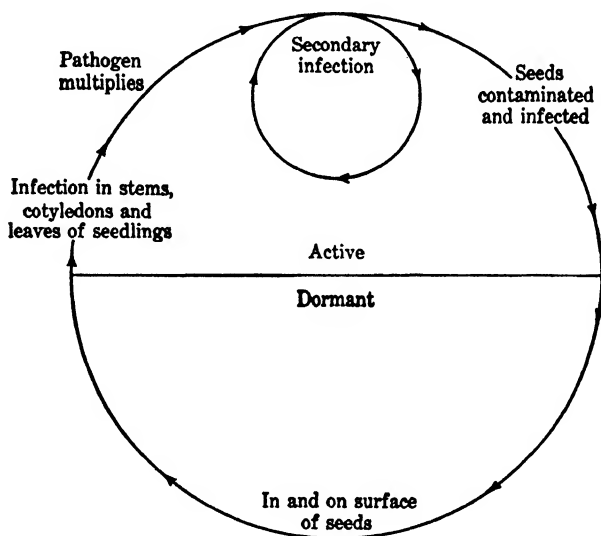 Pathogen
multiplies
Secondary
infection
Seeds
contaminated
and infected
Infection in stems,
cotyledons and
leaves of seedlings
Active
Dormant
In and on surface
of seeds